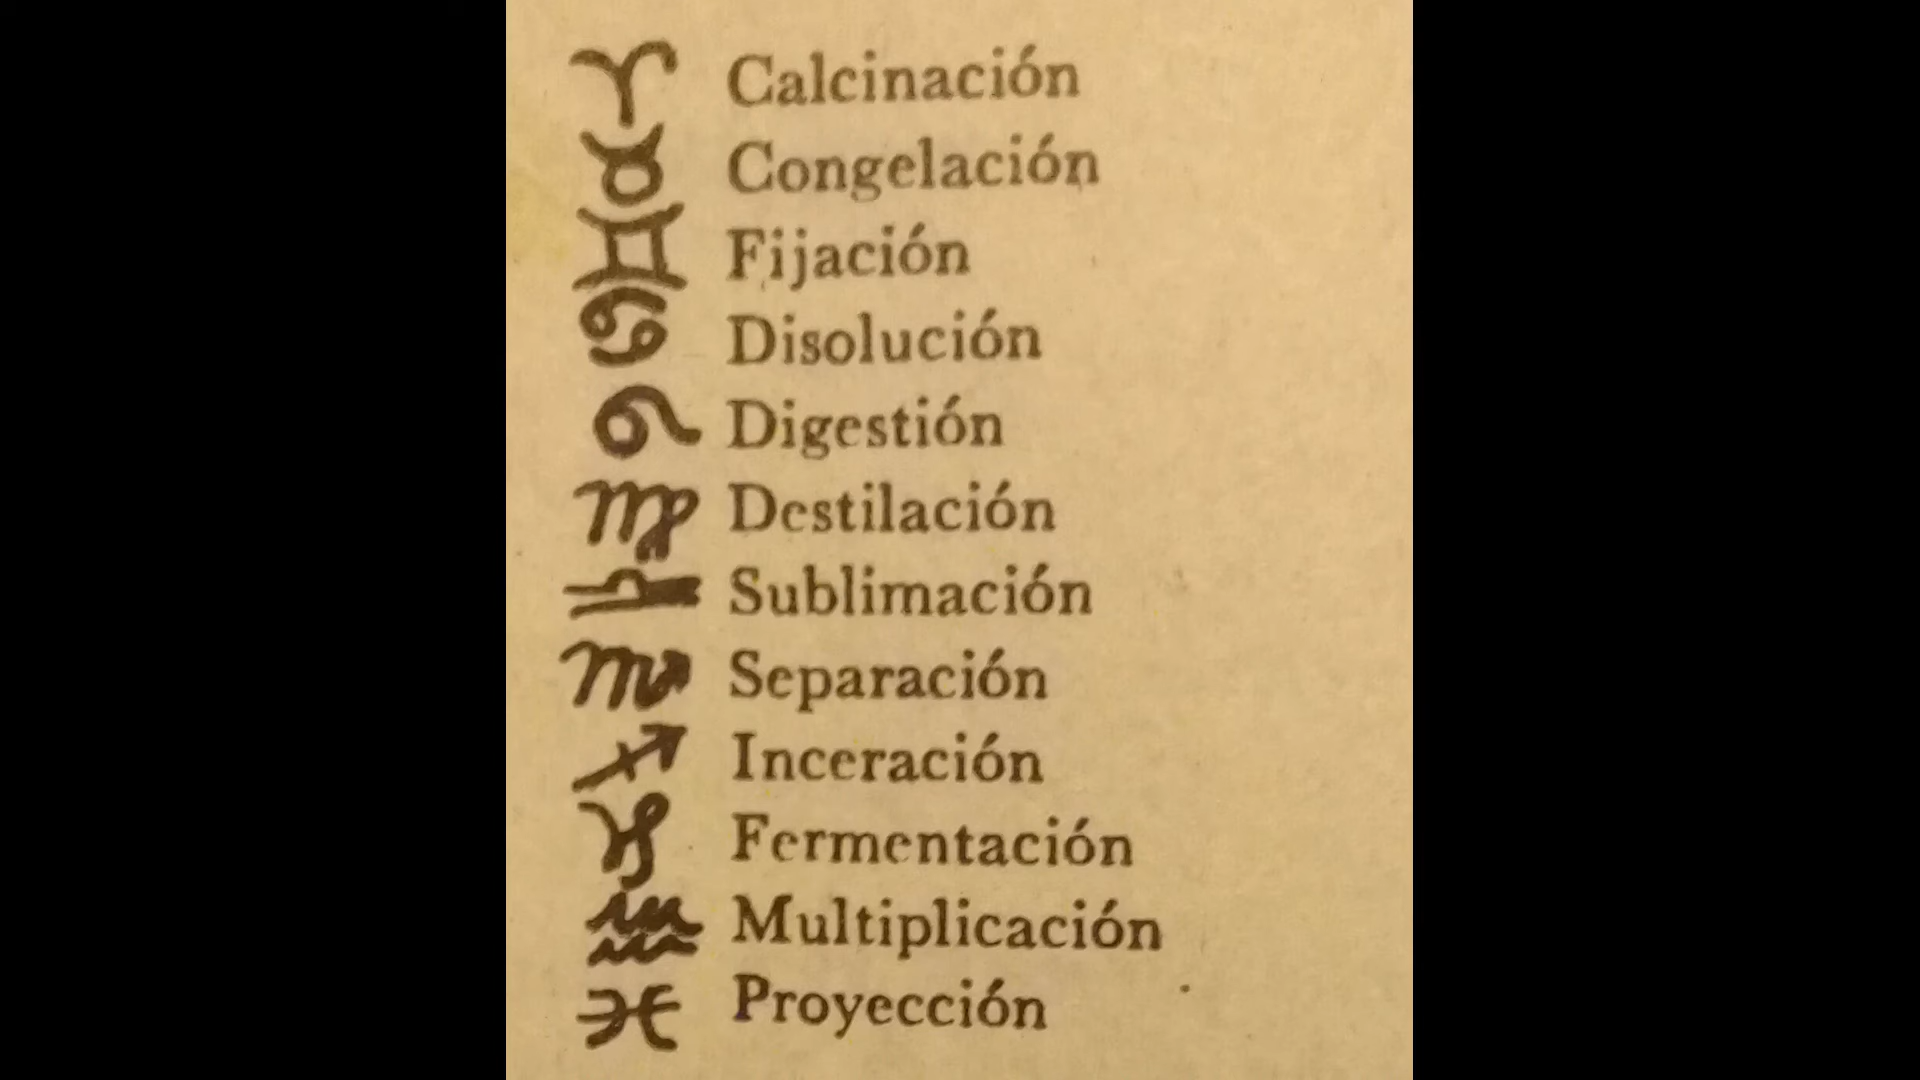 ♈ Calcinación
♉ Congelación
♊ Fijación
♋ Disolución
♌ Digestión
♍ Destilación
♎ Sublimación
♏ Separación
♐ Inceración
♑ Fermentación
♒ Multiplicación
♓ Proyección